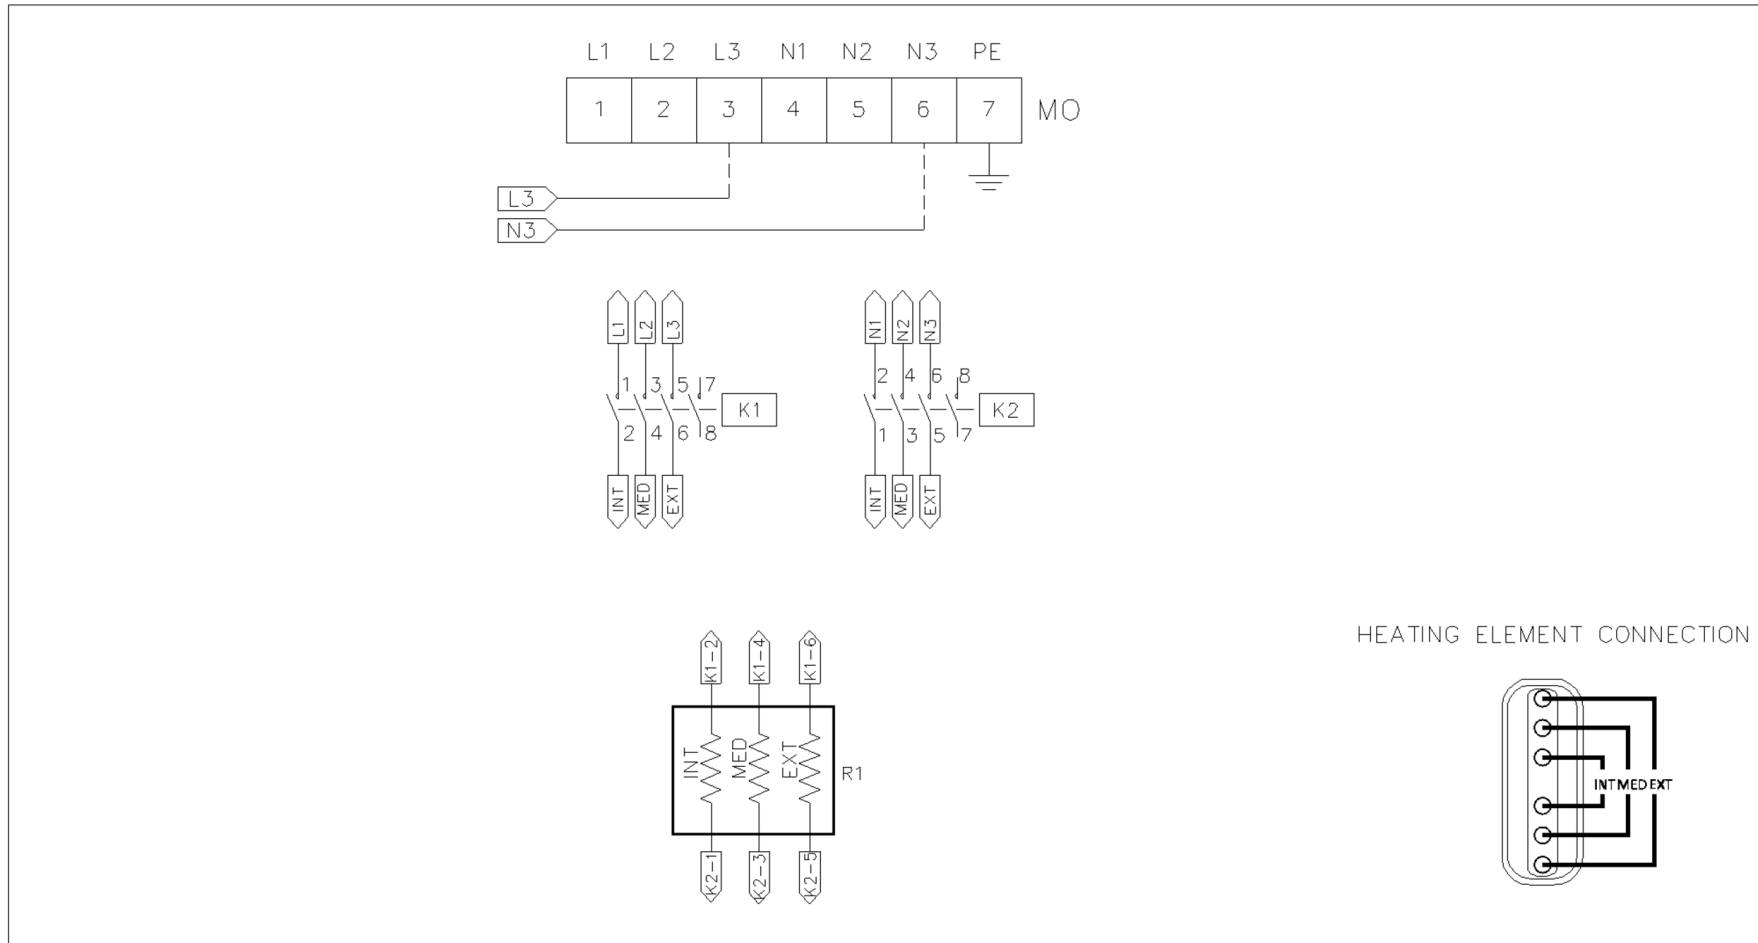 L1 L2 L3 N1 N2 N3 PE
1 2 3 4 5 6 7 MO
L3
N3
L1 L2 L3 N1 N2 N3
1 3 5 7 2 4 6 8
K1 K2
2 4 6 8 1 3 5 7
INT MED EXT INT MED EXT
HEATING ELEMENT CONNECTION
K1-2 K1-4 K1-6
INT MED EXT R1
INT MED EXT
K2-1 K2-3 K2-5